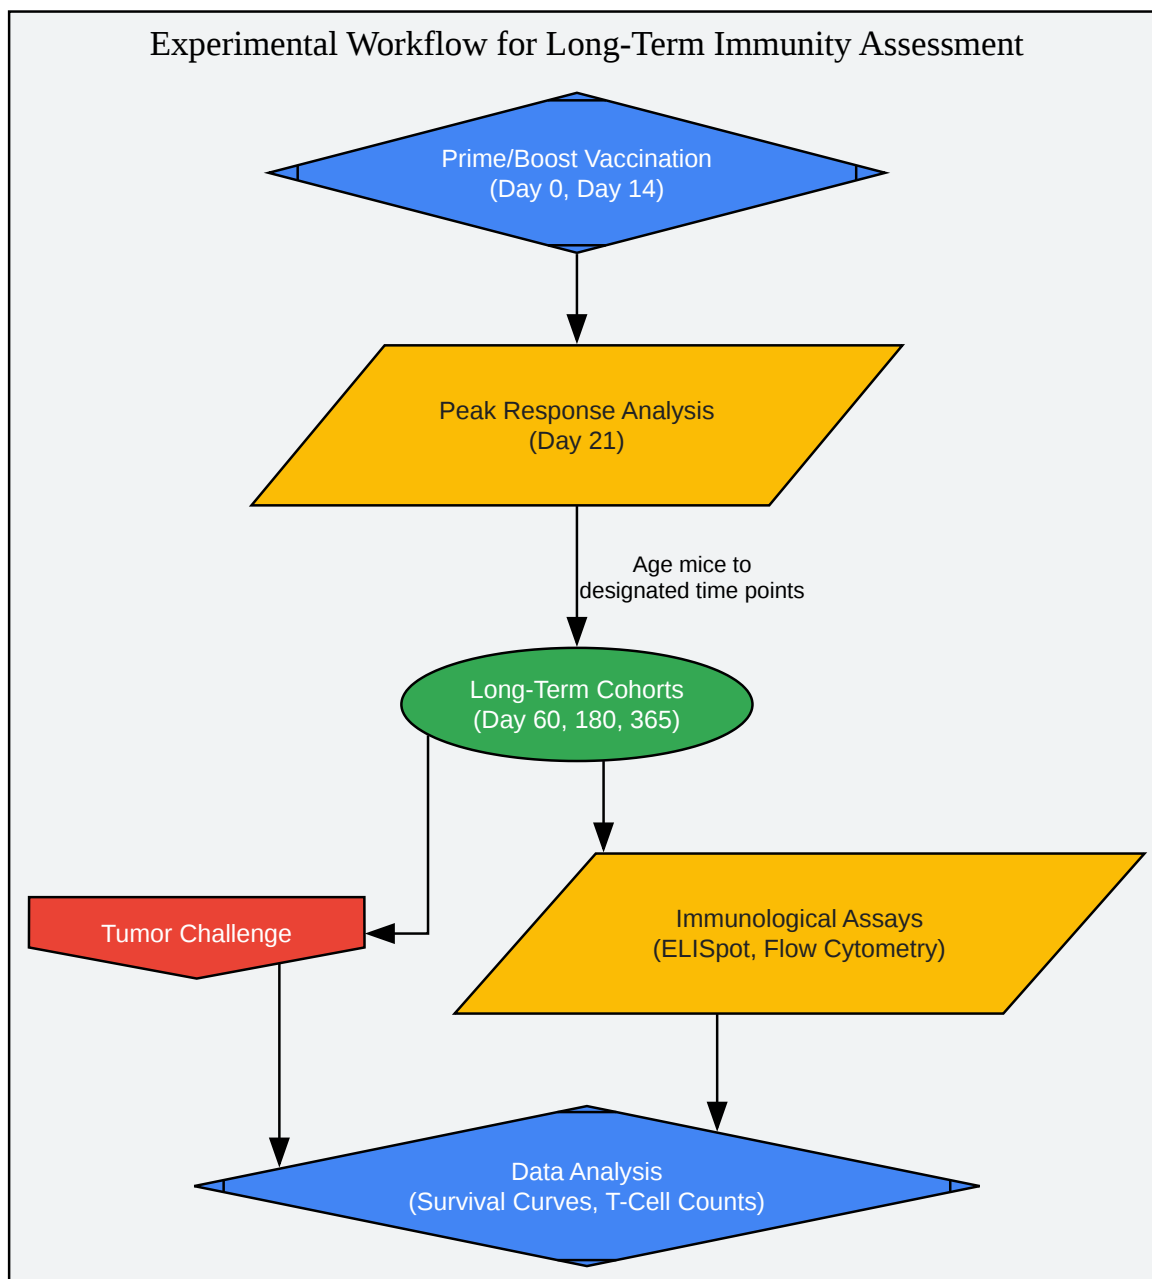 Experimental Workflow for Long-Term Immunity Assessment
Prime/Boost Vaccination
(Day 0, Day 14)
Peak Response Analysis
(Day 21)
Age mice to
designated time points
Long-Term Cohorts
(Day 60, 180, 365)
Tumor Challenge
Immunological Assays
(ELISpot, Flow Cytometry)
Data Analysis
(Survival Curves, T-Cell Counts)